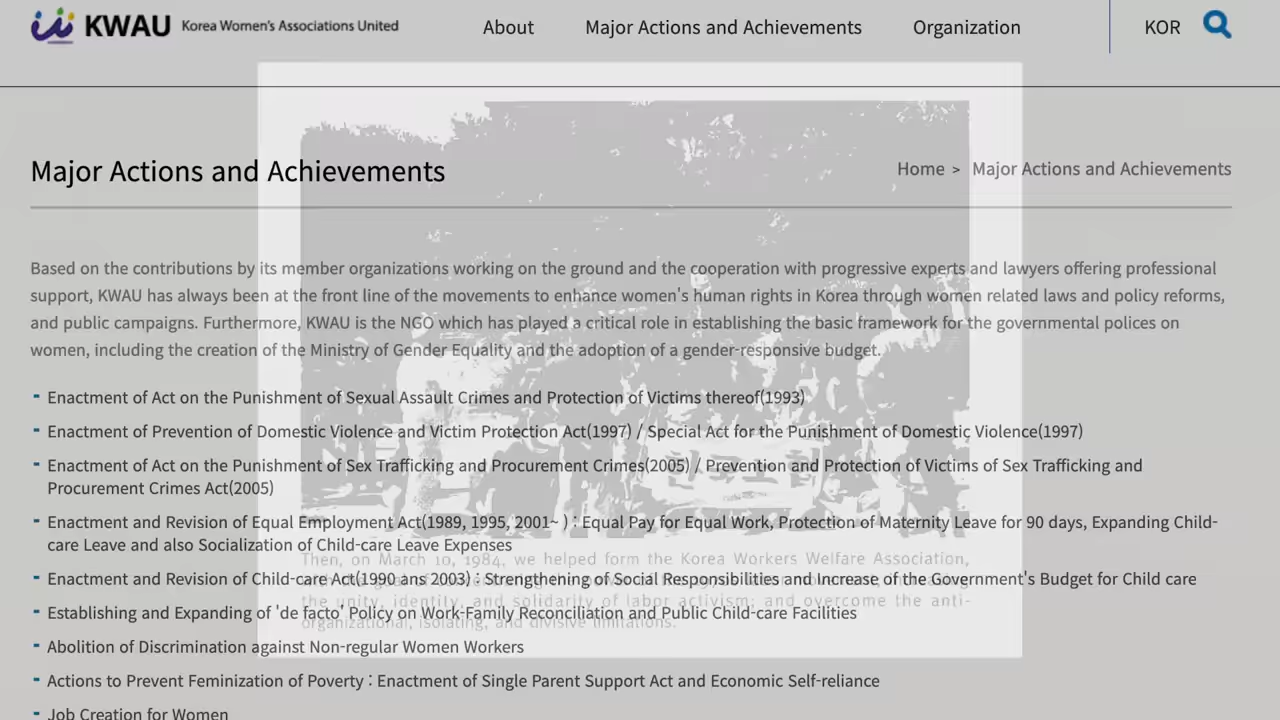 KWAU Korea Women's Associations United
About Major Actions and Achievements Organization KOR
Major Actions and Achievements
Home > Major Actions and Achievements
Based on the contributions by its member organizations working on the ground and the cooperation with progressive experts and lawyers offering professional
support, KWAU has always been at the front line of the movements to enhance women's human rights in Korea through women related laws and policy reforms,
and public campaigns. Furthermore, KWAU is the NGO which has played a critical role in establishing the basic framework for the governmental polices on
women, including the creation of the Ministry of Gender Equality and the adoption of a gender-responsive budget.
Enactment of Act on the Punishment of Sexual Assault Crimes and Protection of Victims thereof(1993)
Enactment of Prevention of Domestic Violence and Victim Protection Act(1997) / Special Act for the Punishment of Domestic Violence(1997)
Enactment of Act on the Punishment of Sex Trafficking and Procurement Crimes(2005) / Prevention and Protection of Victims of Sex Trafficking and
Procurement Crimes Act(2005)
Enactment and Revision of Equal Employment Act(1989, 1995, 2001~ ) : Equal Pay for Equal Work, Protection of Maternity Leave for 90 days, Expanding Child-
care Leave and also Socialization of Child-care Leave Expenses
Then, on March 10, 1984, we helped form the Korea Workers Welfare Association,
Enactment and Revision of Child-care Act(1990 ans 2003) : Strengthening of Social Responsibilities and Increase of the Government's Budget for Child care
the unity, identity, and solidarity of labor activism; and overcome the anti-
Establishing and Expanding of 'de facto' Policy on Work-Family Reconciliation and Public Child-care Facilities
organizational, isolating, and divisive limitations.
Abolition of Discrimination against Non-regular Women Workers
Actions to Prevent Feminization of Poverty : Enactment of Single Parent Support Act and Economic Self-reliance
Job Creation for Women